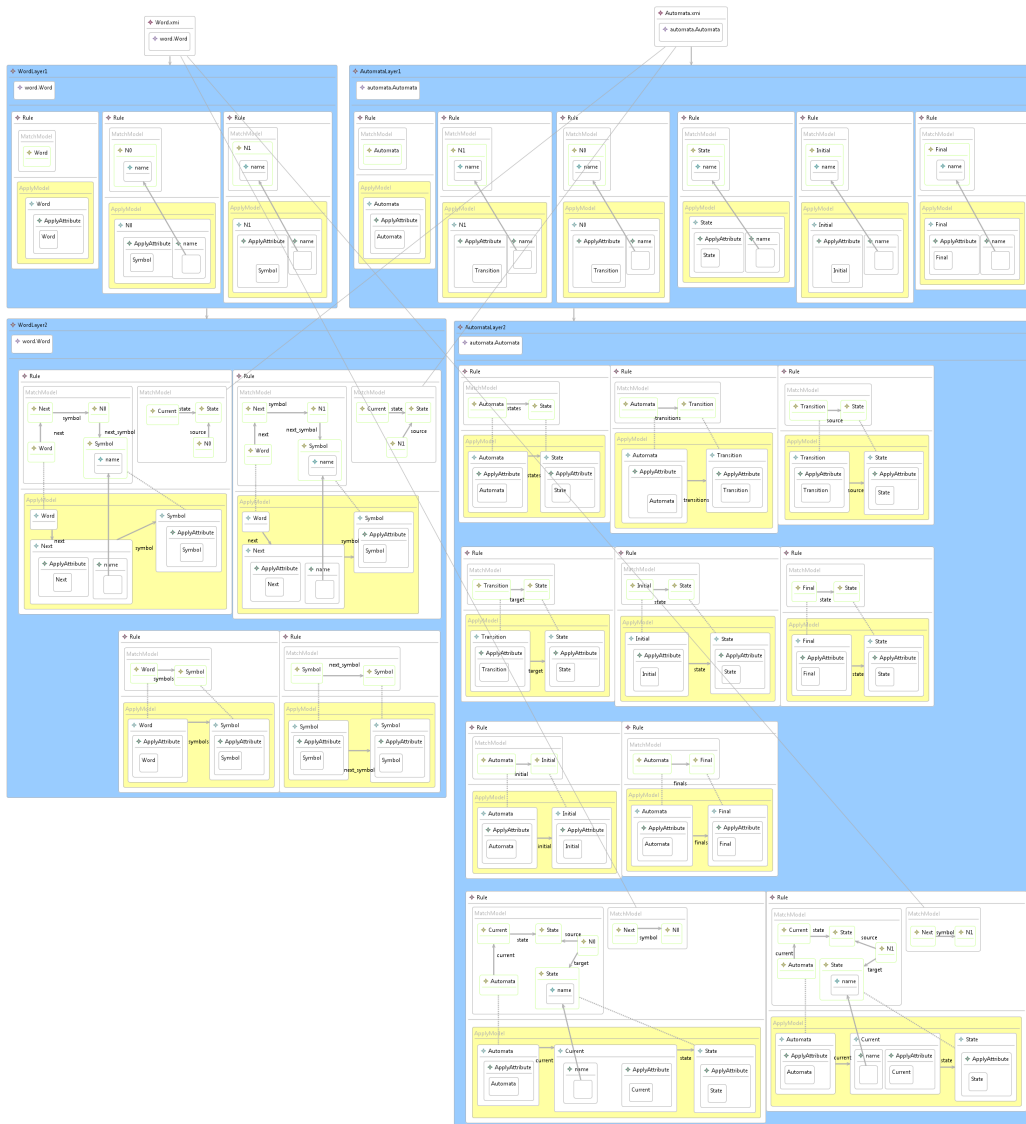 Word.xmi
word.Word
Automata.xmi
automata.Automata
WordLayer1
word.Word
Rule
MatchModel
Word
ApplyModel
Word
ApplyAttribute
Word
Rule
MatchModel
N0
name
ApplyModel
N0
ApplyAttribute
name
Symbol
Rule
MatchModel
N1
name
ApplyModel
N1
ApplyAttribute
name
Symbol
AutomataLayer1
automata.Automata
Rule
MatchModel
Automata
ApplyModel
Automata
ApplyAttribute
Automata
Rule
MatchModel
N1
name
ApplyModel
N1
ApplyAttribute
name
Transition
Rule
MatchModel
N0
name
ApplyModel
N0
ApplyAttribute
name
Transition
Rule
MatchModel
State
name
ApplyModel
State
ApplyAttribute
name
State
Rule
MatchModel
Initial
name
ApplyModel
Initial
ApplyAttribute
name
Initial
Rule
MatchModel
Final
name
ApplyModel
Final
ApplyAttribute
name
Final
WordLayer2
word.Word
Rule
MatchModel
Next
symbol
N0
next
next_symbol
Word
Symbol
name
MatchModel
Current
state
State
source
N0
ApplyModel
Word
next
Symbol
ApplyAttribute
Symbol
symbol
Next
ApplyAttribute
name
Next
Rule
MatchModel
Next
symbol
N1
next
next_symbol
Word
Symbol
name
MatchModel
Current
state
State
source
N1
ApplyModel
Word
next
Symbol
ApplyAttribute
Symbol
symbol
Next
ApplyAttribute
name
Next
Rule
MatchModel
Word
symbols
Symbol
ApplyModel
Word
ApplyAttribute
Word
symbols
Symbol
ApplyAttribute
Symbol
Rule
MatchModel
Symbol
next_symbol
Symbol
ApplyModel
Symbol
ApplyAttribute
Symbol
next_symbol
Symbol
ApplyAttribute
Symbol
AutomataLayer2
automata.Automata
Rule
MatchModel
Automata
states
State
ApplyModel
Automata
ApplyAttribute
Automata
states
State
ApplyAttribute
State
Rule
MatchModel
Automata
transitions
Transition
ApplyModel
Automata
ApplyAttribute
Automata
transitions
Transition
ApplyAttribute
Transition
Rule
MatchModel
Transition
source
State
ApplyModel
Transition
ApplyAttribute
Transition
source
State
ApplyAttribute
State
Rule
MatchModel
Transition
target
State
ApplyModel
Transition
ApplyAttribute
Transition
target
State
ApplyAttribute
State
Rule
MatchModel
Initial
state
State
ApplyModel
Initial
ApplyAttribute
Initial
state
State
ApplyAttribute
State
Rule
MatchModel
Final
state
State
ApplyModel
Final
ApplyAttribute
Final
state
State
ApplyAttribute
State
Rule
MatchModel
Automata
initial
Initial
ApplyModel
Automata
ApplyAttribute
Automata
initial
Initial
ApplyAttribute
Initial
Rule
MatchModel
Automata
finals
Final
ApplyModel
Automata
ApplyAttribute
Automata
finals
Final
ApplyAttribute
Final
Rule
MatchModel
Current
state
State
source
N0
current
target
Automata
State
name
MatchModel
Next
symbol
N0
ApplyModel
Automata
ApplyAttribute
Automata
current
Current
name
ApplyAttribute
Current
state
State
ApplyAttribute
State
Rule
MatchModel
Current
state
State
source
N1
current
target
Automata
State
name
MatchModel
Next
symbol
N1
ApplyModel
Automata
ApplyAttribute
Automata
current
Current
name
ApplyAttribute
Current
state
State
ApplyAttribute
State